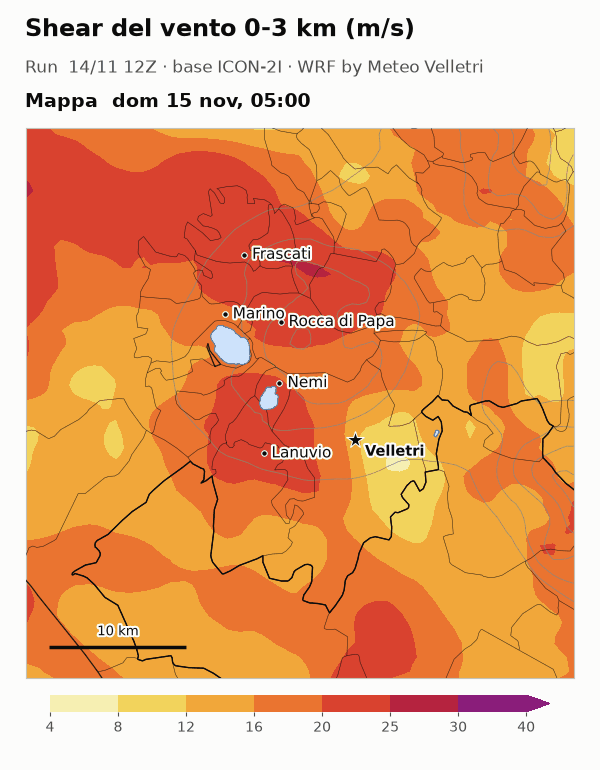 Shear del vento 0-3 km (m/s)
Run 14/11 12Z · base ICON-2I · WRF by Meteo Velletri
Mappa dom 15 nov, 05:00
Frascati
Marino
Rocca di Papa
Nemi
Velletri
Lanuvio
10 km
4 8 12 16 20 25 30 40